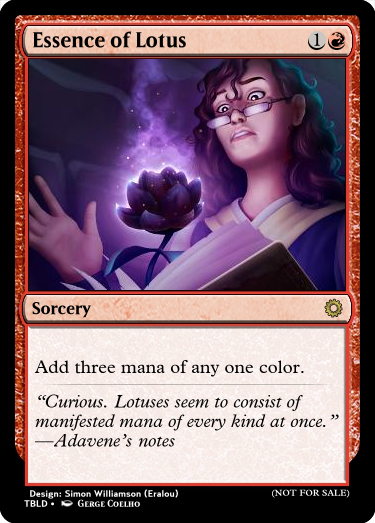 Essence of Lotus 1
Sorcery
Add three mana of any one color.
“Curious. Lotuses seem to consist of
manifested mana of every kind at once.”
—Adavene’s notes
Design: Simon Williamson (Eralou) (NOT FOR SALE)
TBLD • Gerge Coelho